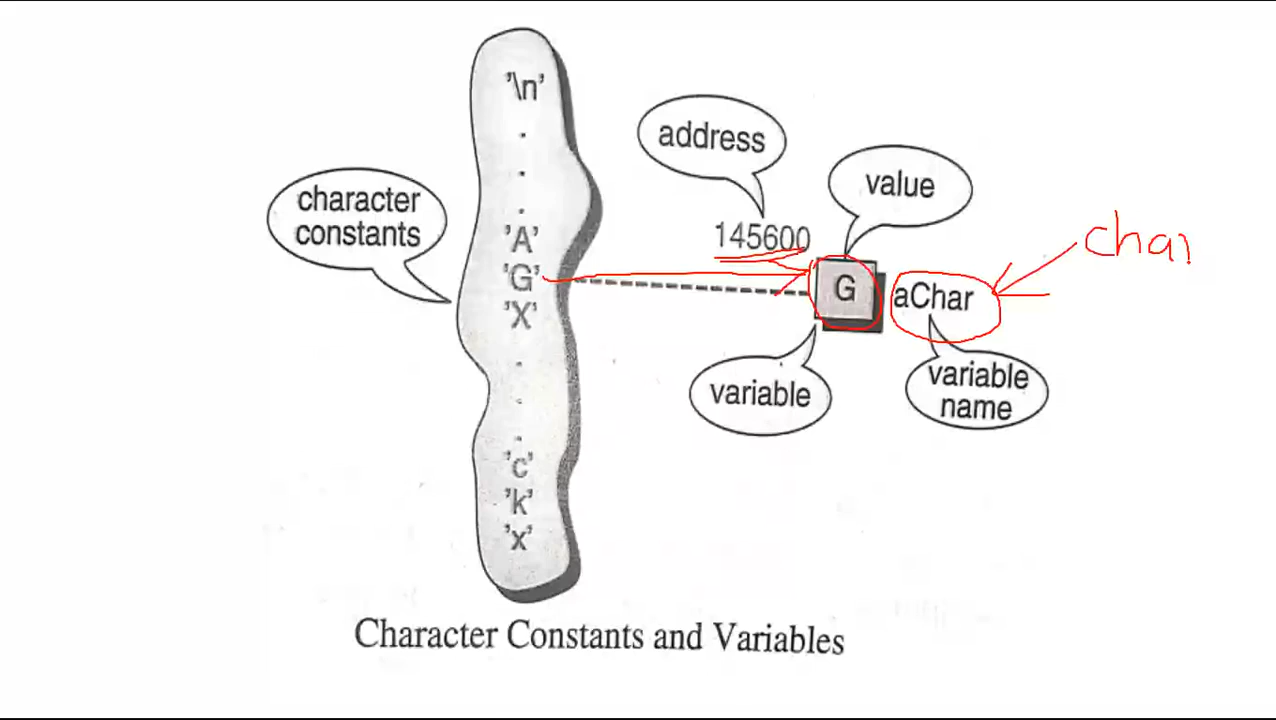 '\n'
.
.
.
'A'
'G'
'X'
.
.
.
'c'
'k'
'x'
character
constants
address
145600
value
G
aChar
variable
variable
name
char
Character Constants and Variables